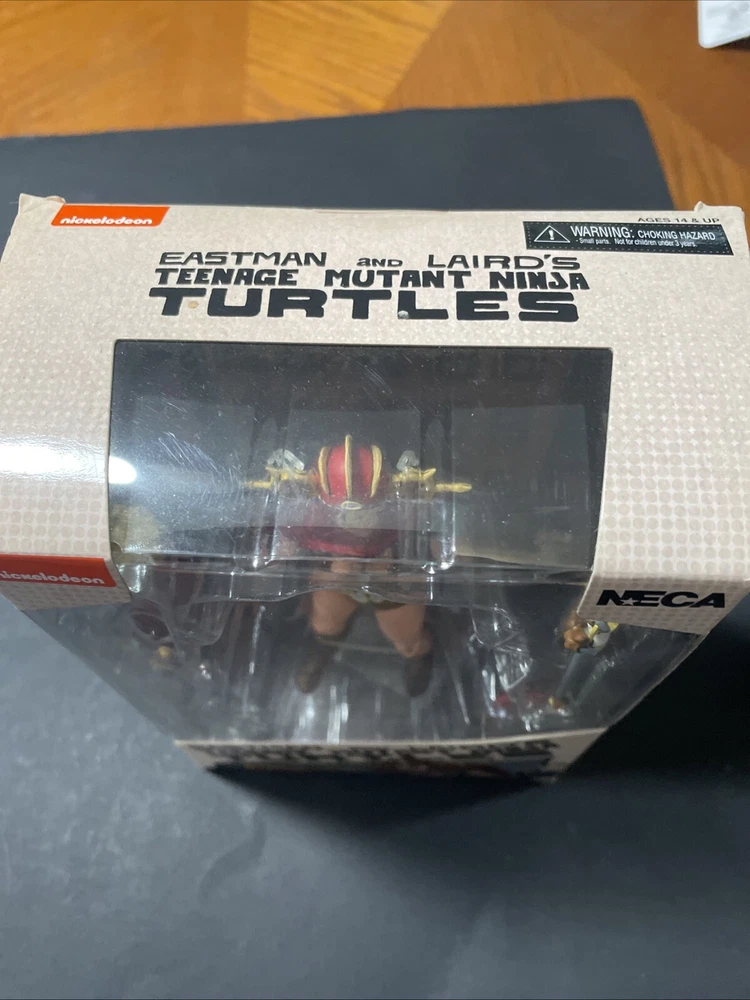 nickelodeon
AGES 14 & UP
WARNING: CHOKING HAZARD
- Small parts. Not for children under 3 years.
EASTMAN AND LAIRD'S
TEENAGE MUTANT NINJA
TURTLES
nickelodeon
NECA